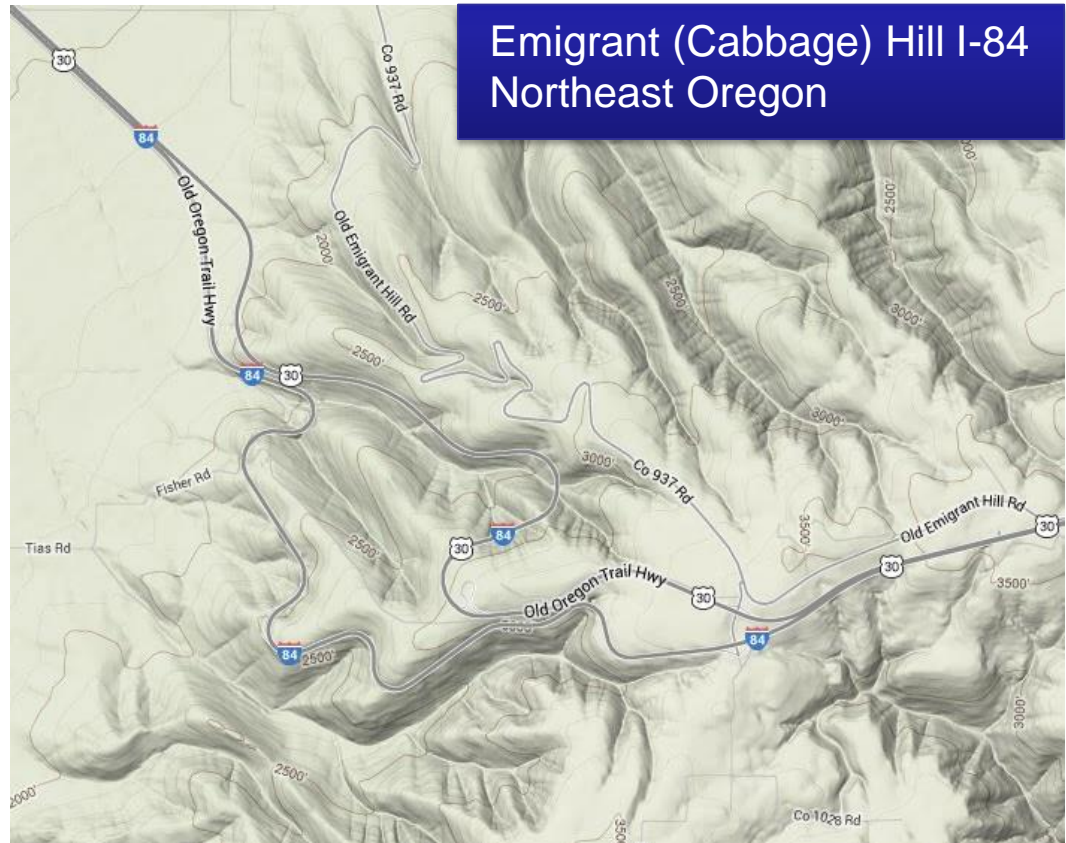 Emigrant (Cabbage) Hill I-84
Northeast Oregon
30
Co 937 Rd
84
Old Oregon Trail Hwy
2000'
Old Emigrant Hill Rd
2500'
2500'
2500'
3000'
2500'
84
30
3000'
3000'
Co 937 Rd
Fisher Rd
Tias Rd
2500'
30
84
3500'
Old Emigrant Hill Rd
30
84
30
3500'
Old Oregon Trail Hwy
30
84
3000'
84
2500'
3000'
2500'
2000'
Co 1028 Rd